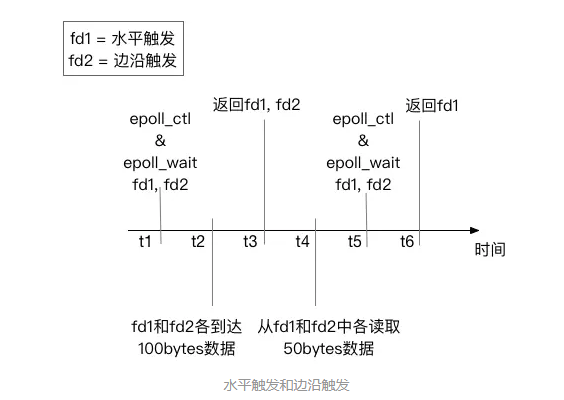 fd1 = 水平触发
fd2 = 边沿触发
返回fd1, fd2
返回fd1
epoll_ctl
&
epoll_wait
fd1, fd2
epoll_ctl
&
epoll_wait
fd1, fd2
t1
t2
t3
t4
t5
t6
时间
fd1和fd2各到达
100bytes数据
从fd1和fd2中各读取
50bytes数据
水平触发和边沿触发